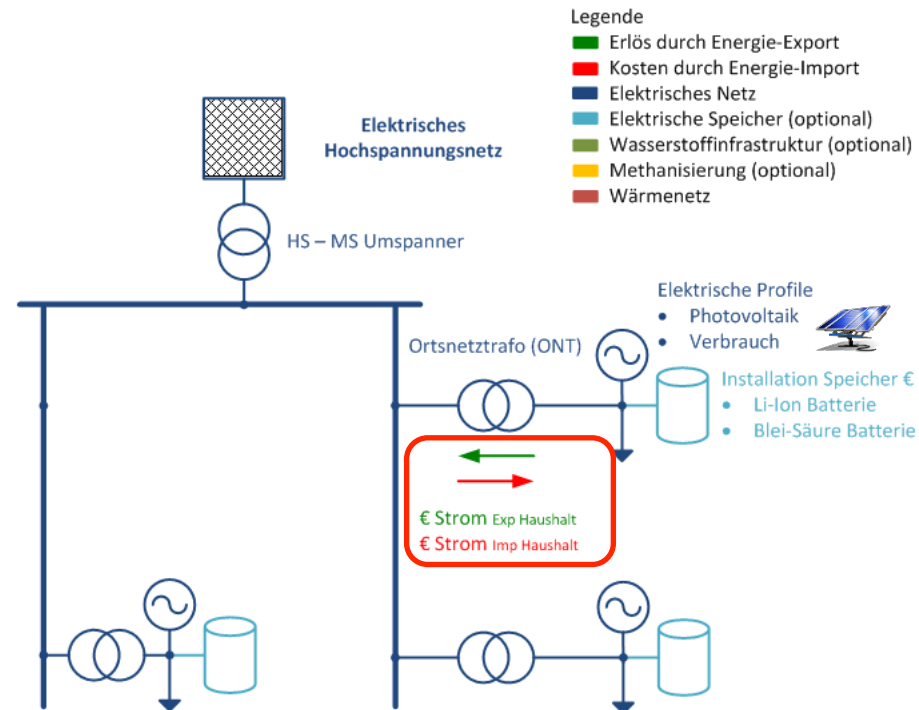 Legende
Erlös durch Energie-Export
Kosten durch Energie-Import
Elektrisches Netz
Elektrische Speicher (optional)
Wasserstoffinfrastruktur (optional)
Methanisierung (optional)
Wärmenetz
Elektrisches
Hochspannungsnetz
HS – MS Umspanner
Elektrische Profile
• Photovoltaik
• Verbrauch
Ortsnetztrafo (ONT)
Installation Speicher €
• Li-Ion Batterie
• Blei-Säure Batterie
€ Strom Exp Haushalt
€ Strom Imp Haushalt